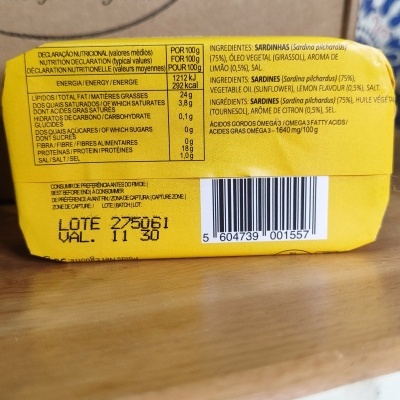 DECLARAÇÃO NUTRICIONAL (valores médios) POR 100g
NUTRITION DECLARATION (typical values) FOR 100g
DÉCLARATION NUTRITIONNELLE (valeurs moyennes) POUR 100g
ENERGIA / ENERGY / ENERGIE 1212 kJ
292 kcal
LÍPIDOS / TOTAL FAT / MATIÈRES GRASSES 24 g
DOS QUAIS SATURADOS / OF WHICH SATURATES 3,8 g
DONT ACIDES GRAS SATURÉS
HIDRATOS DE CARBONO / CARBOHYDRATE 0,1 g
GLUCIDES
DOS QUAIS AÇÚCARES / OF WHICH SUGARS 0g
DONT SUCRES
FIBRA / FIBRE / FIBRES ALIMENTAIRES 0g
PROTEÍNAS / PROTEIN / PROTÉINES 18 g
SAL / SALT / SEL 1,0 g
INGREDIENTES: SARDINHAS (Sardina pilchardus)
(75%), ÓLEO VEGETAL (GIRASSOL), AROMA DE
LIMÃO (0,5%), SAL.
INGREDIENTS: SARDINES (Sardina pilchardus) (75%),
VEGETABLE OIL (SUNFLOWER), LEMON FLAVOUR (0,5%), SALT.
INGRÉDIENTS: SARDINES (Sardina pilchardus) (75%), HUILE VÉGÉTA
(TOURNESOL), ARÔME DE CITRON (0,5%), SEL.
ÁCIDOS GORDOS ÓMEGA 3 / OMEGA 3 FATTY ACIDS /
ACIDES GRAS OMÉGA 3 – 1640 mg/100 g
CONSUMIR DE PREFERÊNCIA ANTES DO FIM DE |
BEST BEFORE END | À CONSOMMER
DE PRÉFÉRENCE AVANT FIN / ZONA DE CAPTURA | CAPTURE ZONE |
ZONE DE CAPTURE / LOTE | BATCH | LOT:
LOTE 275061
VAL. 11 30
5 604739 001557